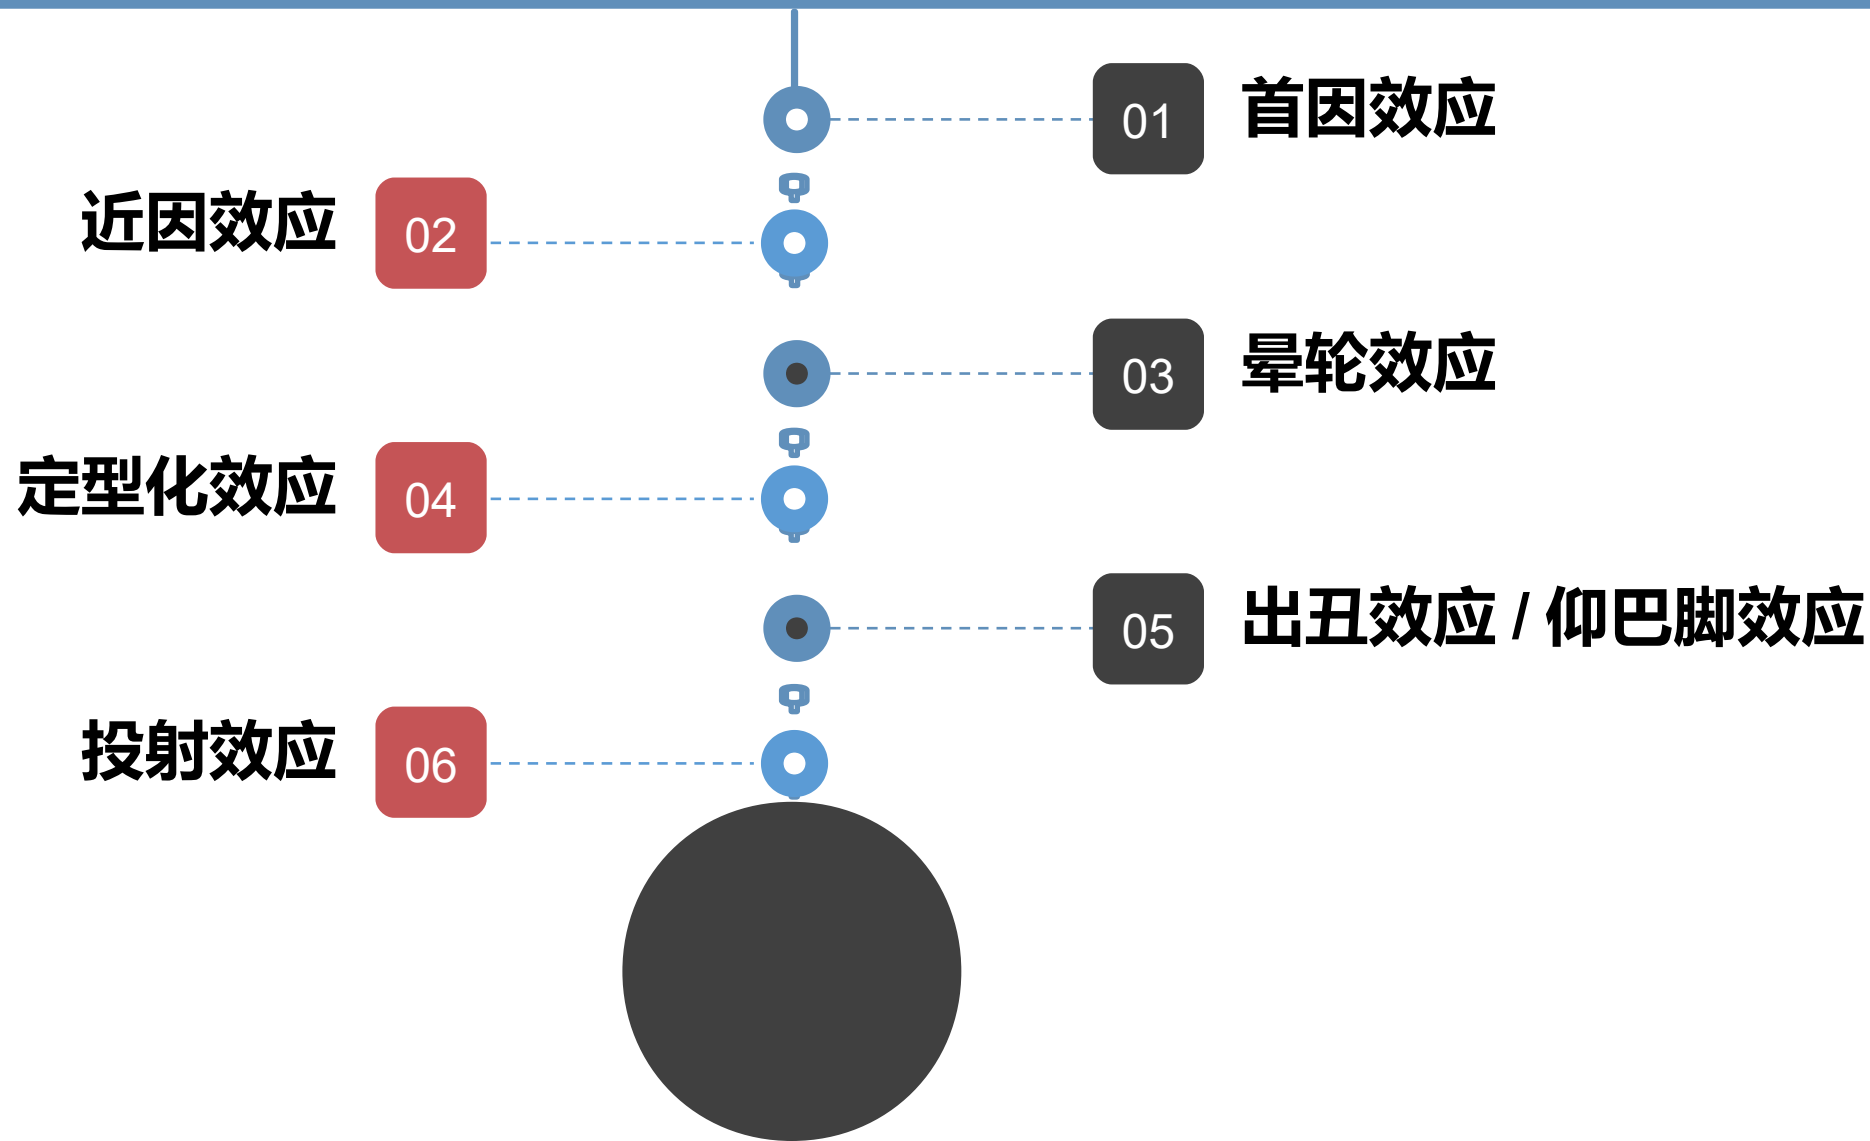 01 首因效应
近因效应 02
03 晕轮效应
定型化效应 04
05 出丑效应 / 仰巴脚效应
投射效应 06